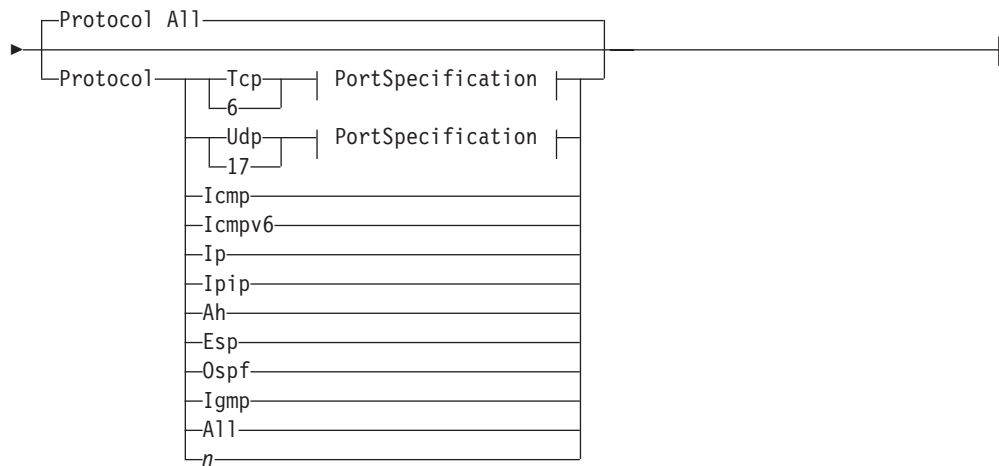 Protocol All
Protocol Tcp PortSpecification
6
Udp PortSpecification
17
Icmp
Icmpv6
Ip
Ipip
Ah
Esp
Ospf
Igmp
All
n